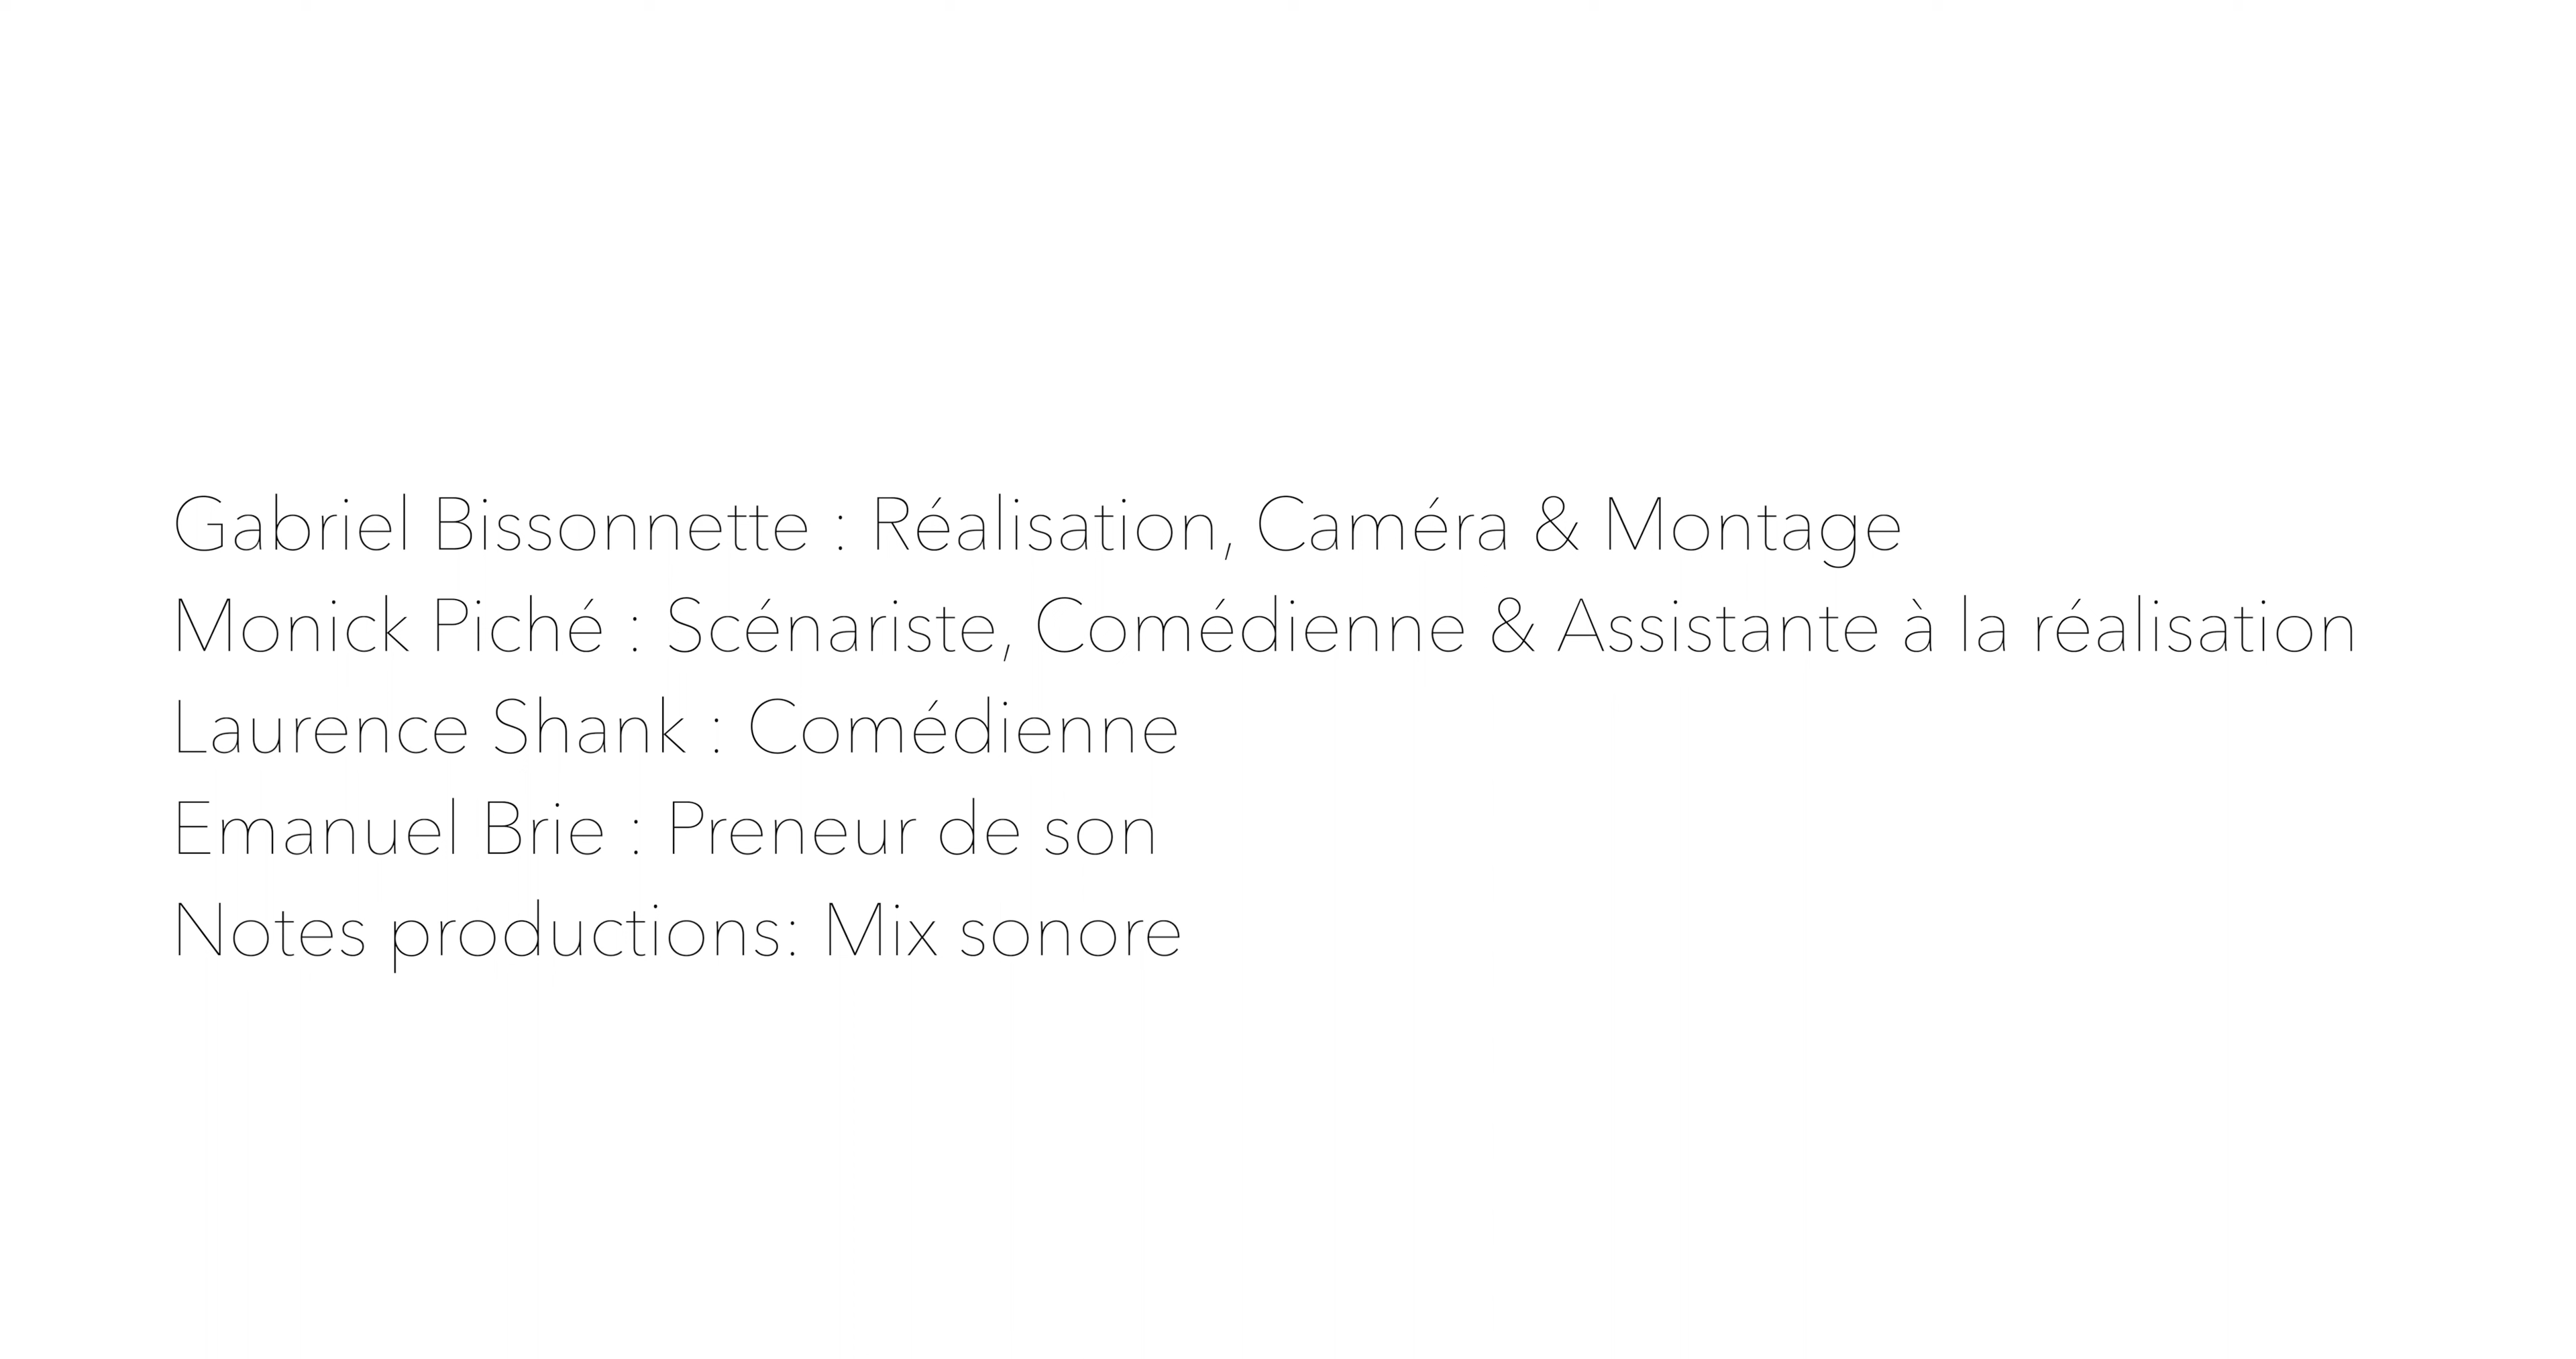 Gabriel Bissonnette : Réalisation, Caméra & Montage
Monick Piché : Scénariste, Comédienne & Assistante à la réalisation
Laurence Shank : Comédienne
Emanuel Brie : Preneur de son
Notes productions: Mix sonore